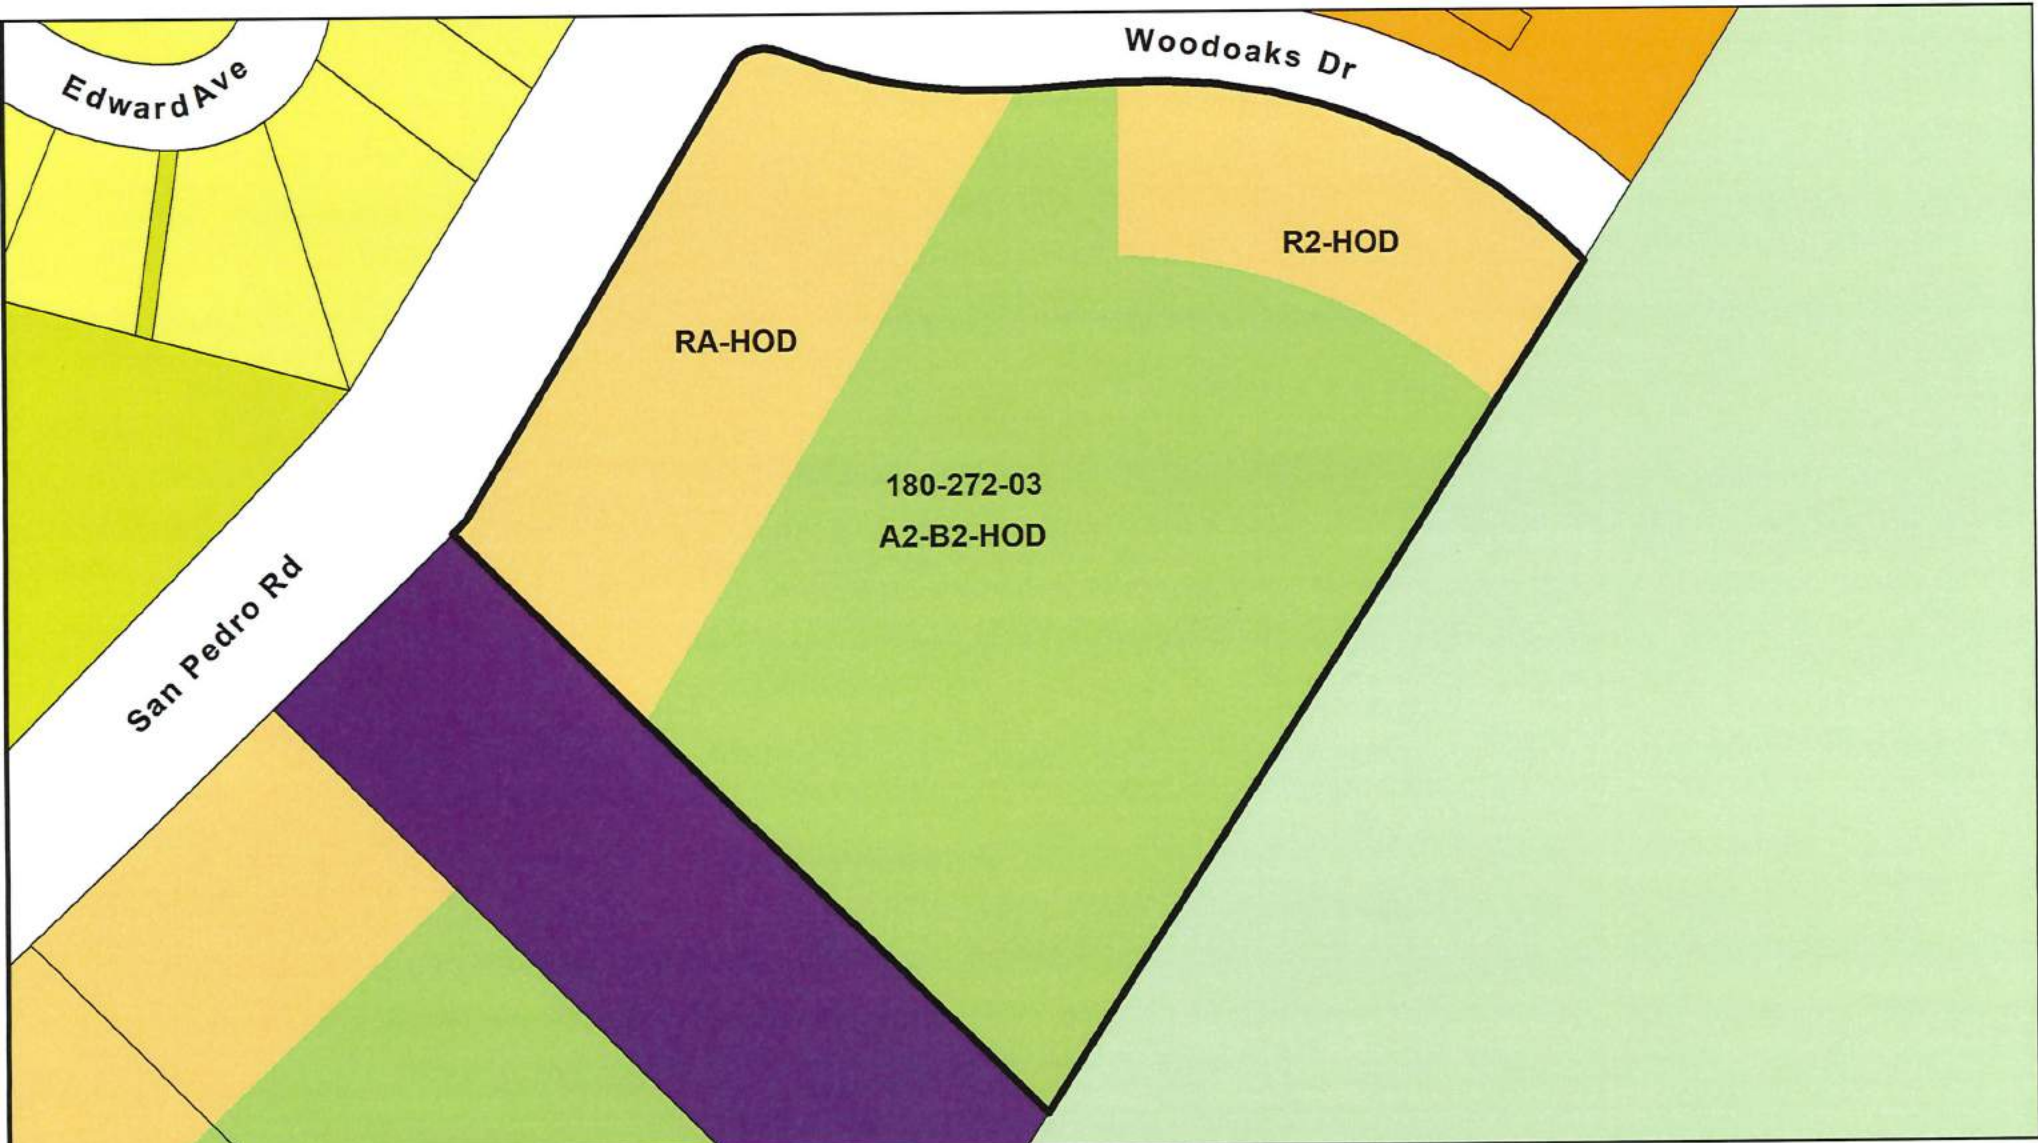 Woodoaks Dr
Edward Ave
R2-HOD
RA-HOD
180-272-03
A2-B2-HOD
San Pedro Rd